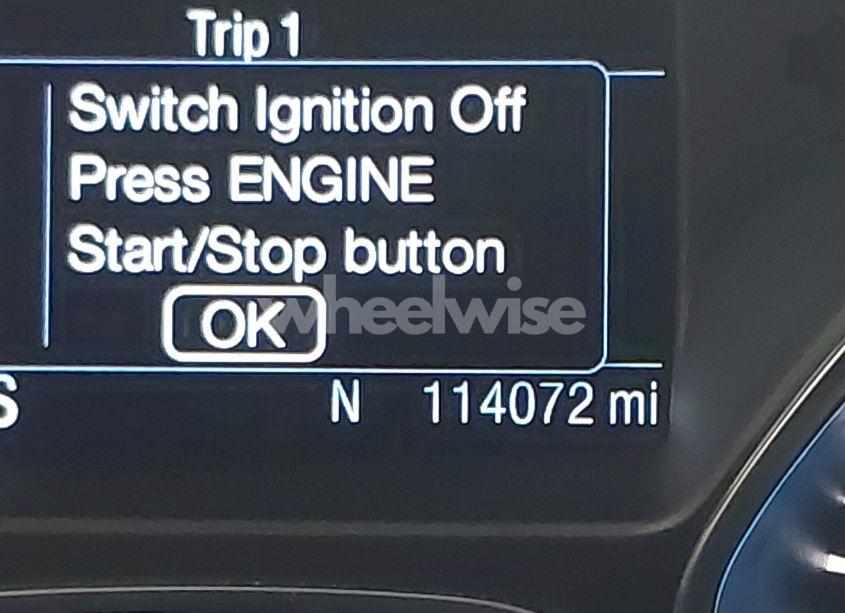 Trip 1
Switch Ignition Off
Press ENGINE
Start/Stop button
OK
wheelwise
N 114072 mi